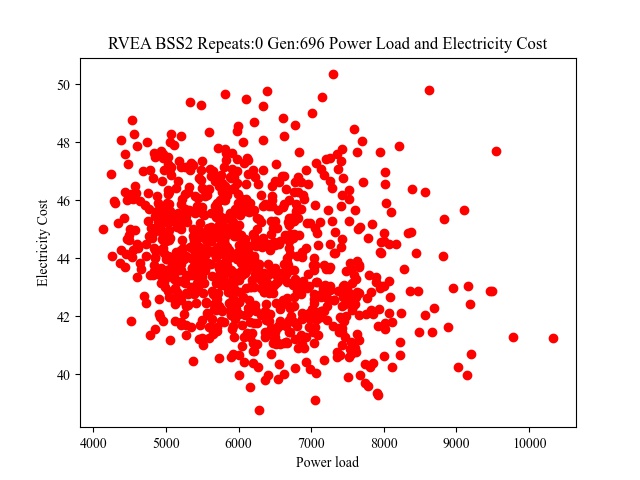 RVEA BSS2 Repeats:0 Gen:696 Power Load and Electricity Cost
50
48
46
44
42
40
Electricity Cost
4000 5000 6000 7000 8000 9000 10000
Power load